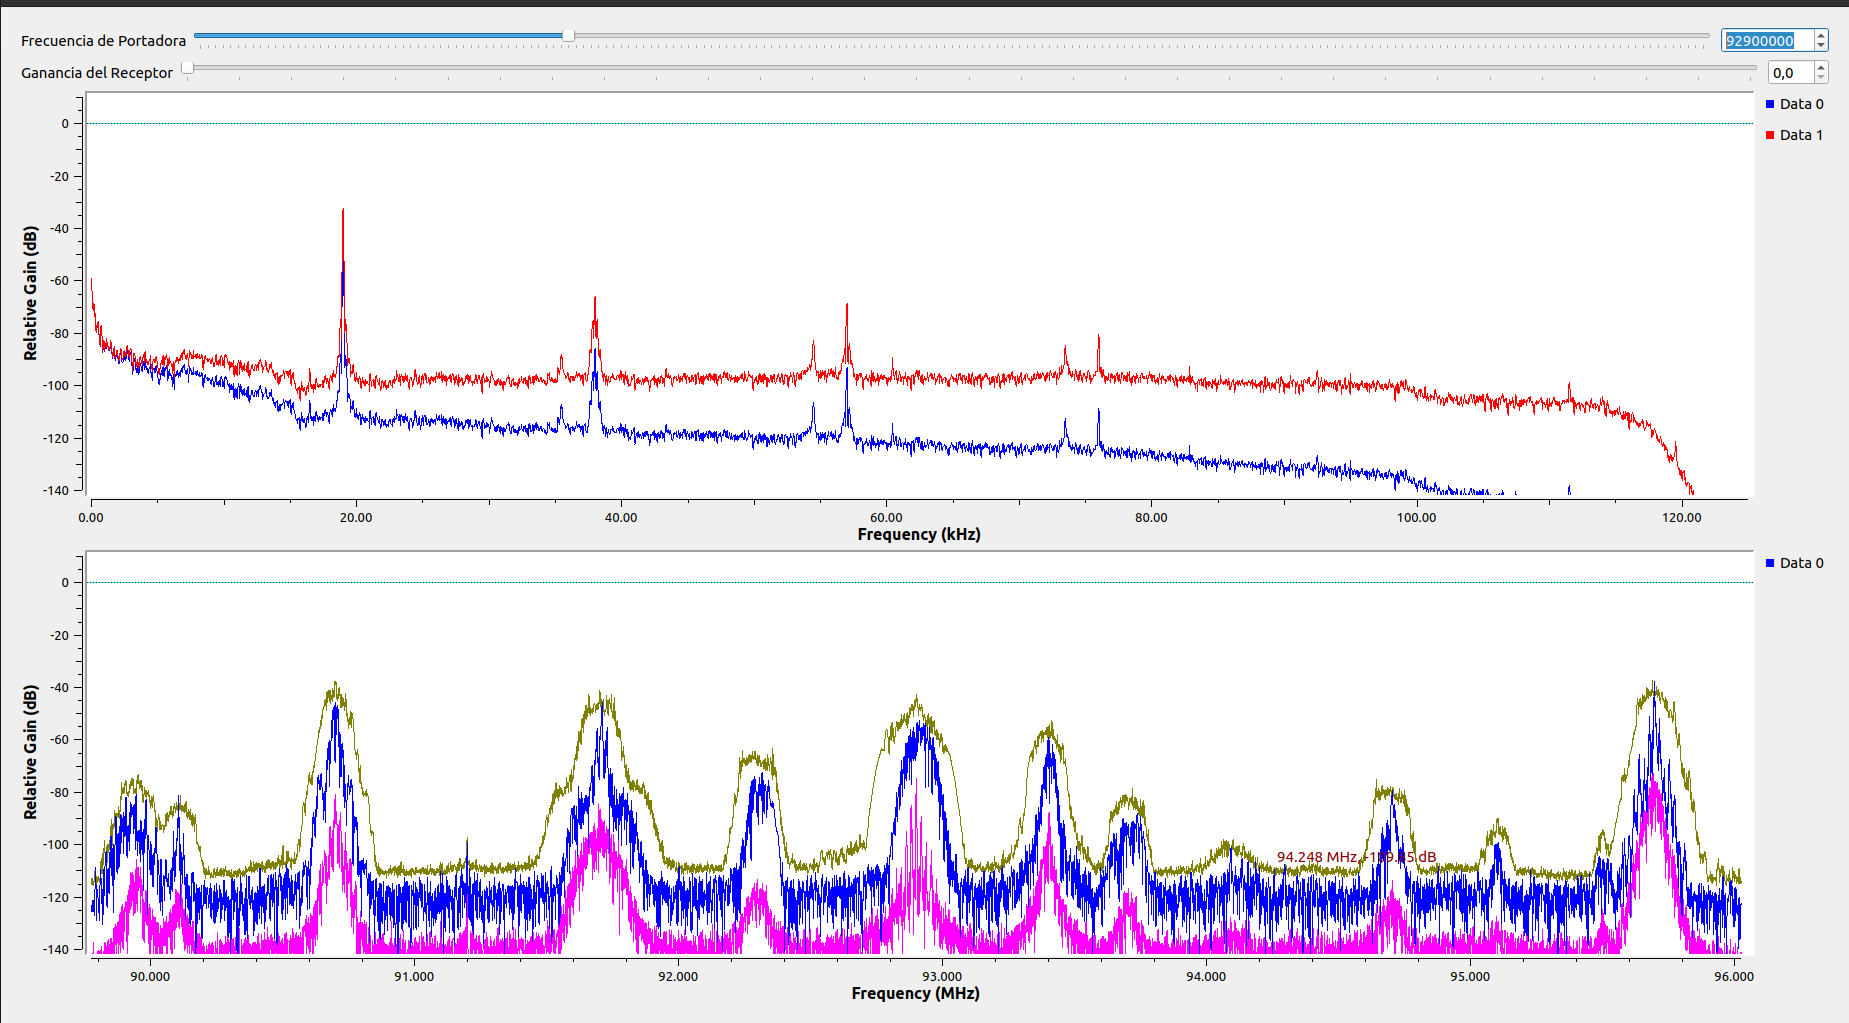 Frecuencia de Portadora
92900000
Ganancia del Receptor
0,0
Data 0
Data 1
Relative Gain (dB)
0
-20
-40
-60
-80
-100
-120
-140
0.00 20.00 40.00 60.00 80.00 100.00 120.00
Frequency (kHz)
Data 0
Relative Gain (dB)
0
-20
-40
-60
-80
-100
94.248 MHz, dB
-120
-140
90.000 91.000 92.000 93.000 94.000 95.000 96.000
Frequency (MHz)